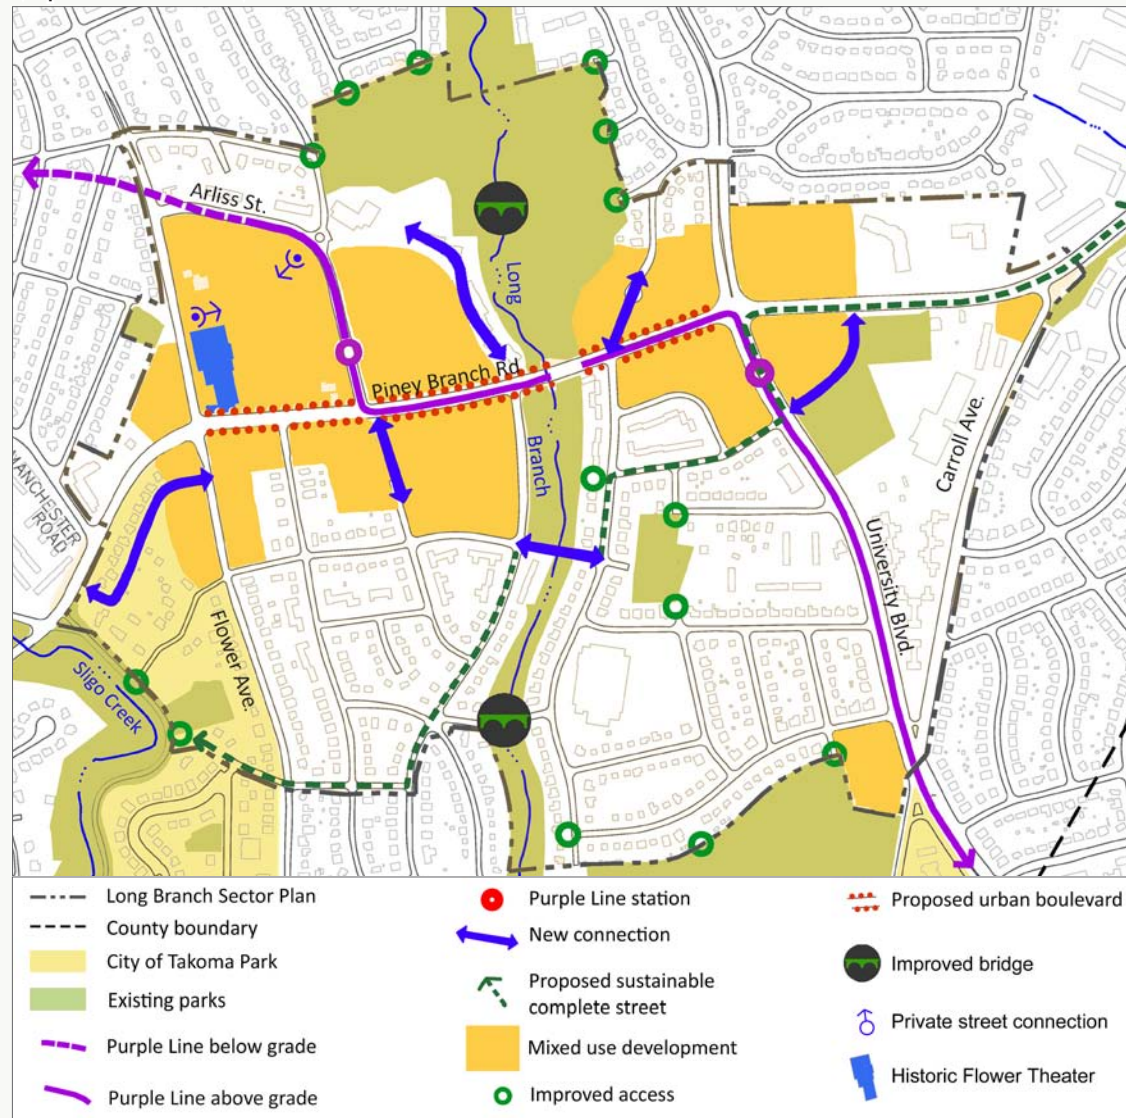 Arliss St.
Long
Piney Branch Rd
Branch
Carroll Ave.
MANCHESTER
ROAD
University Blvd.
Flower Ave.
Sligo Creek
Long Branch Sector Plan
County boundary
City of Takoma Park
Existing parks
Purple Line below grade
Purple Line above grade
Purple Line station
New connection
Proposed sustainable
complete street
Mixed use development
Improved access
Proposed urban boulevard
Improved bridge
Private street connection
Historic Flower Theater